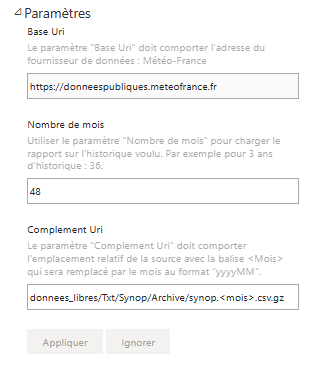 Paramètres
Base Uri
Le paramètre "Base Uri" doit comporter l'adresse du
fournisseur de données : Météo-France
https://donneespubliques.meteofrance.fr
Nombre de mois
Utiliser le paramètre "Nombre de mois" pour charger le
rapport sur l'historique voulu. Par exemple pour 3 ans
d'historique : 36.
48
Complement Uri
Le paramètre "Complement Uri" doit comporter
l'emplacement relatif de la source avec la balise <Mois>
qui sera remplacé par le mois au format "yyyyMM".
donnees_libres/Txt/Synop/Archive/synop.<mois>.csv.gz
Appliquer Ignorer